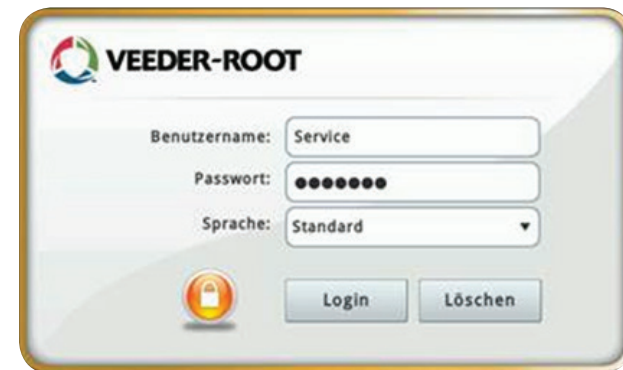 VEEDER-ROOT
Benutzername: Service
Passwort: ●●●●●●●
Sprache: Standard ▼
Login Löschen